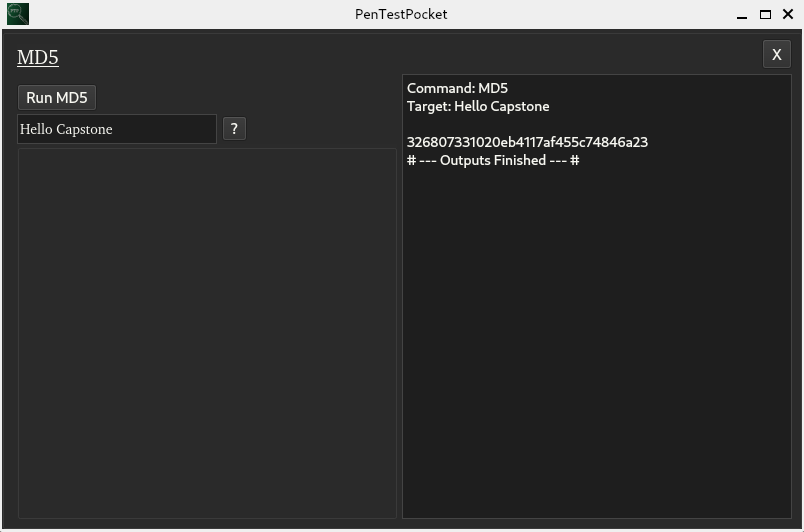 PenTestPocket
MD5
X
Run MD5
Hello Capstone
?
Command: MD5
Target: Hello Capstone
326807331020eb4117af455c74846a23
# --- Outputs Finished --- #